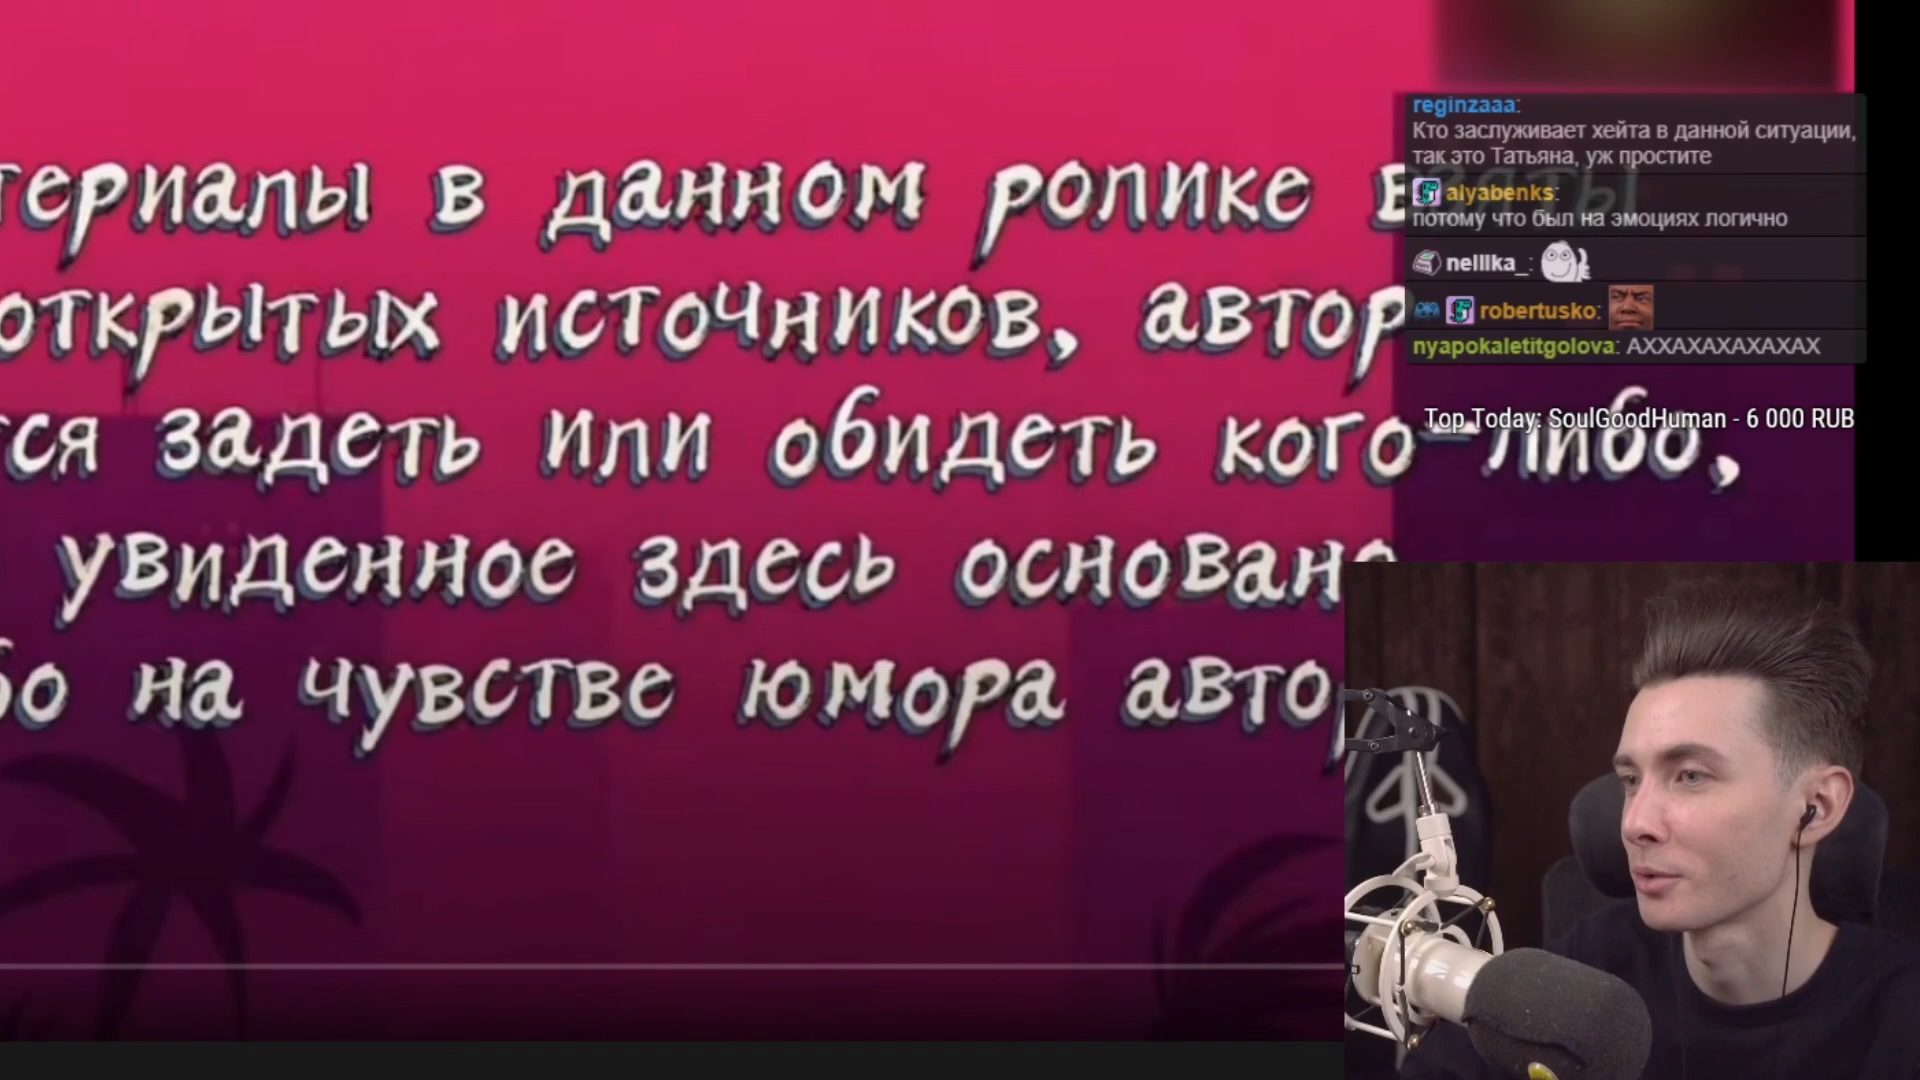 териалы в данном ролике взяты
открытых источников, автор
ся задеть или обидеть кого-либо,
увиденное здесь основано
бо на чувстве юмора автор
reginzaaa:
Кто заслуживает хейта в данной ситуации,
так это Татьяна, уж простите
alyabenks:
потому что был на эмоциях логично
nellika_:
robertusko:
nyapokaletitgolova: АХХАХАХАХАХАХ
Top Today: SoulGoodHuman - 6 000 RUB